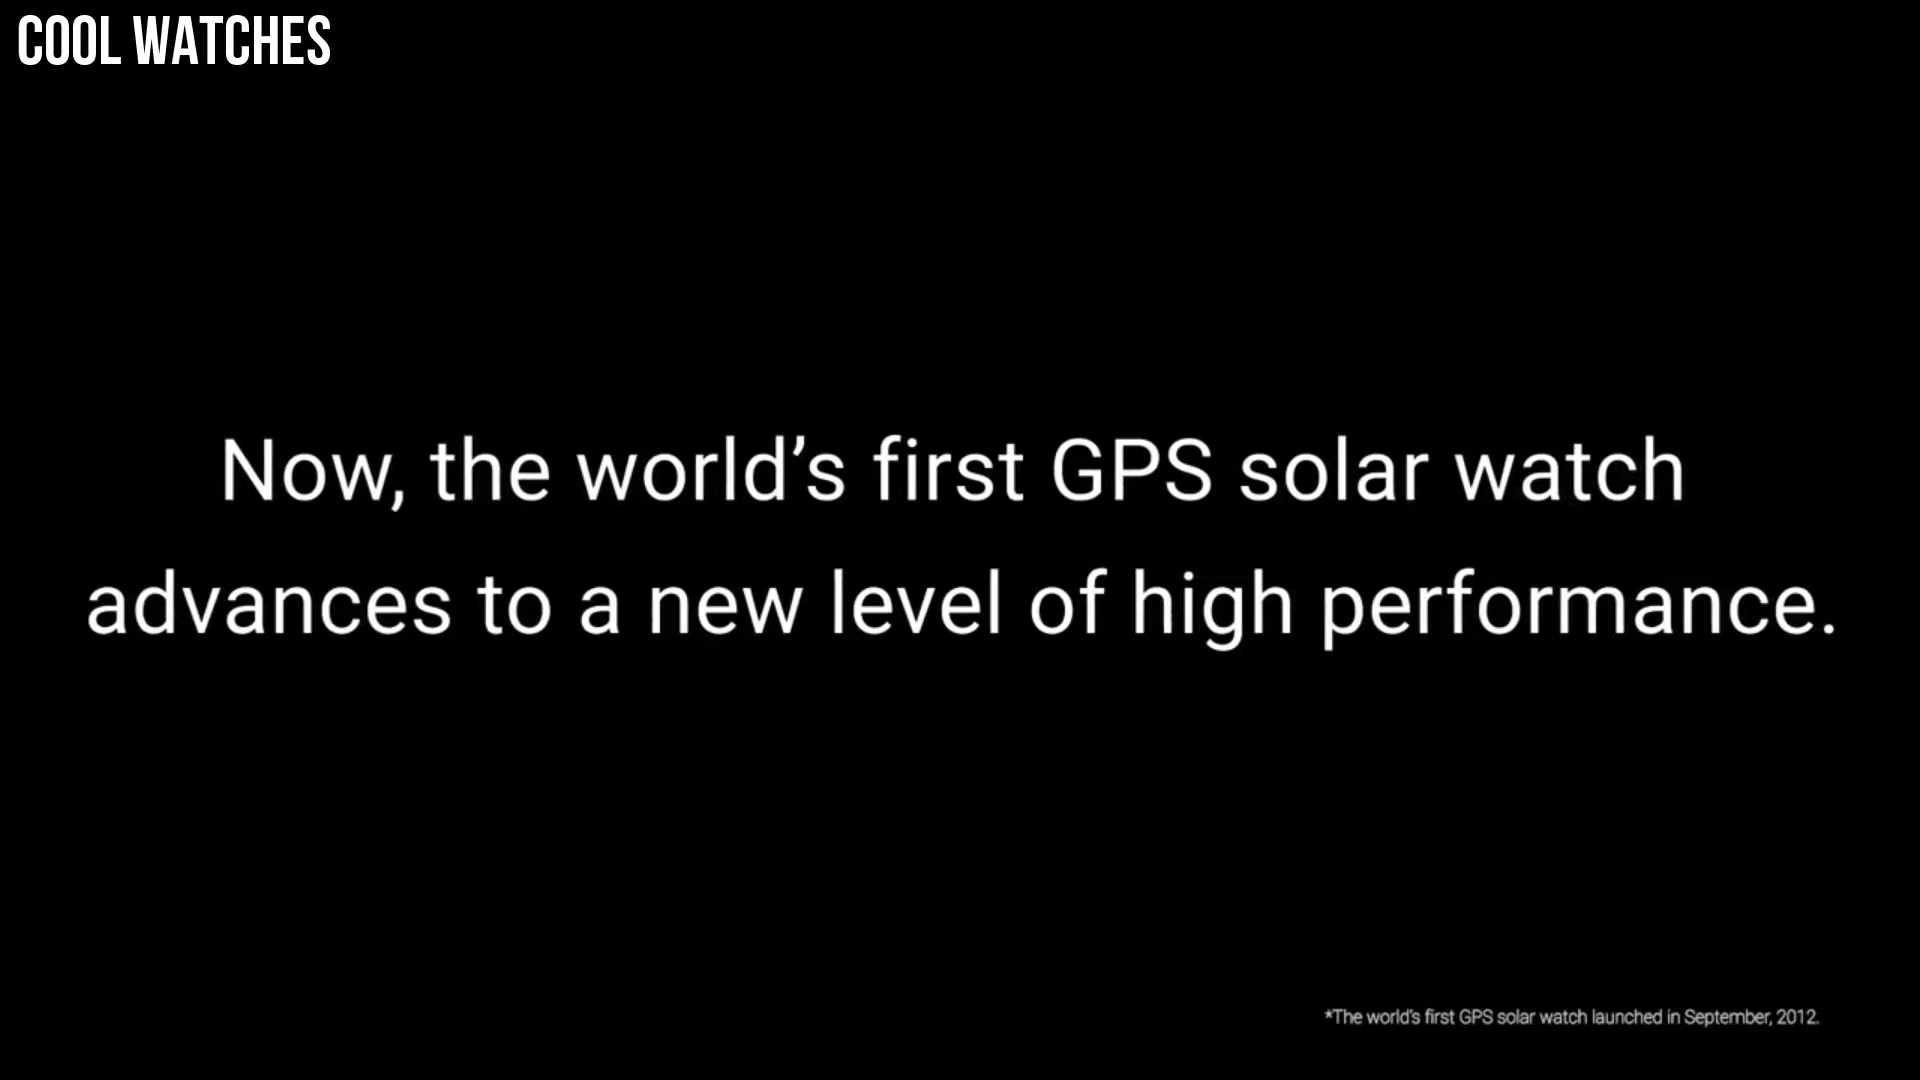 COOL WATCHES
Now, the world’s first GPS solar watch
advances to a new level of high performance.
*The world’s first GPS solar watch launched in September, 2012.